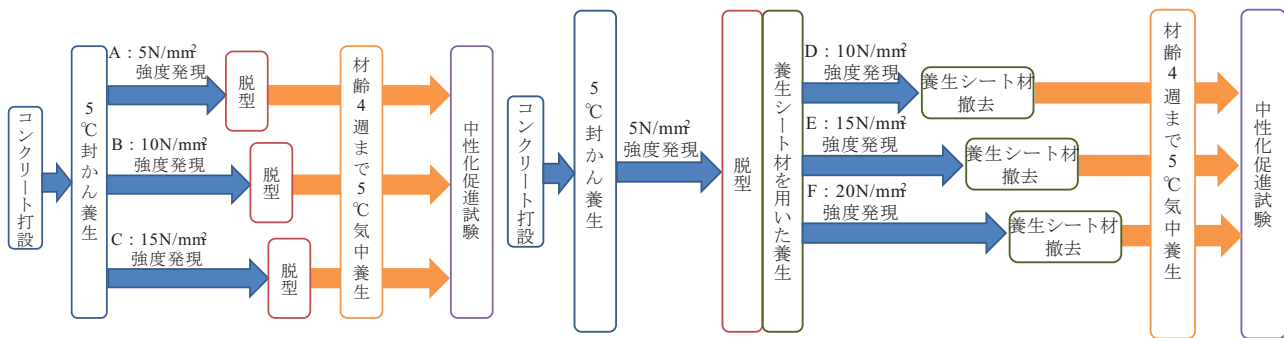 コンクリート打設
5℃封かん養生
A：5N/mm²
強度発現
脱型
B：10N/mm²
強度発現
脱型
C：15N/mm²
強度発現
脱型
材齢4週まで5℃気中養生
中性化促進試験
コンクリート打設
5℃封かん養生
5N/mm²
強度発現
脱型
養生シート材を用いた養生
D：10N/mm²
強度発現
養生シート材
撤去
E：15N/mm²
強度発現
養生シート材
撤去
F：20N/mm²
強度発現
養生シート材
撤去
材齢4週まで5℃気中養生
中性化促進試験